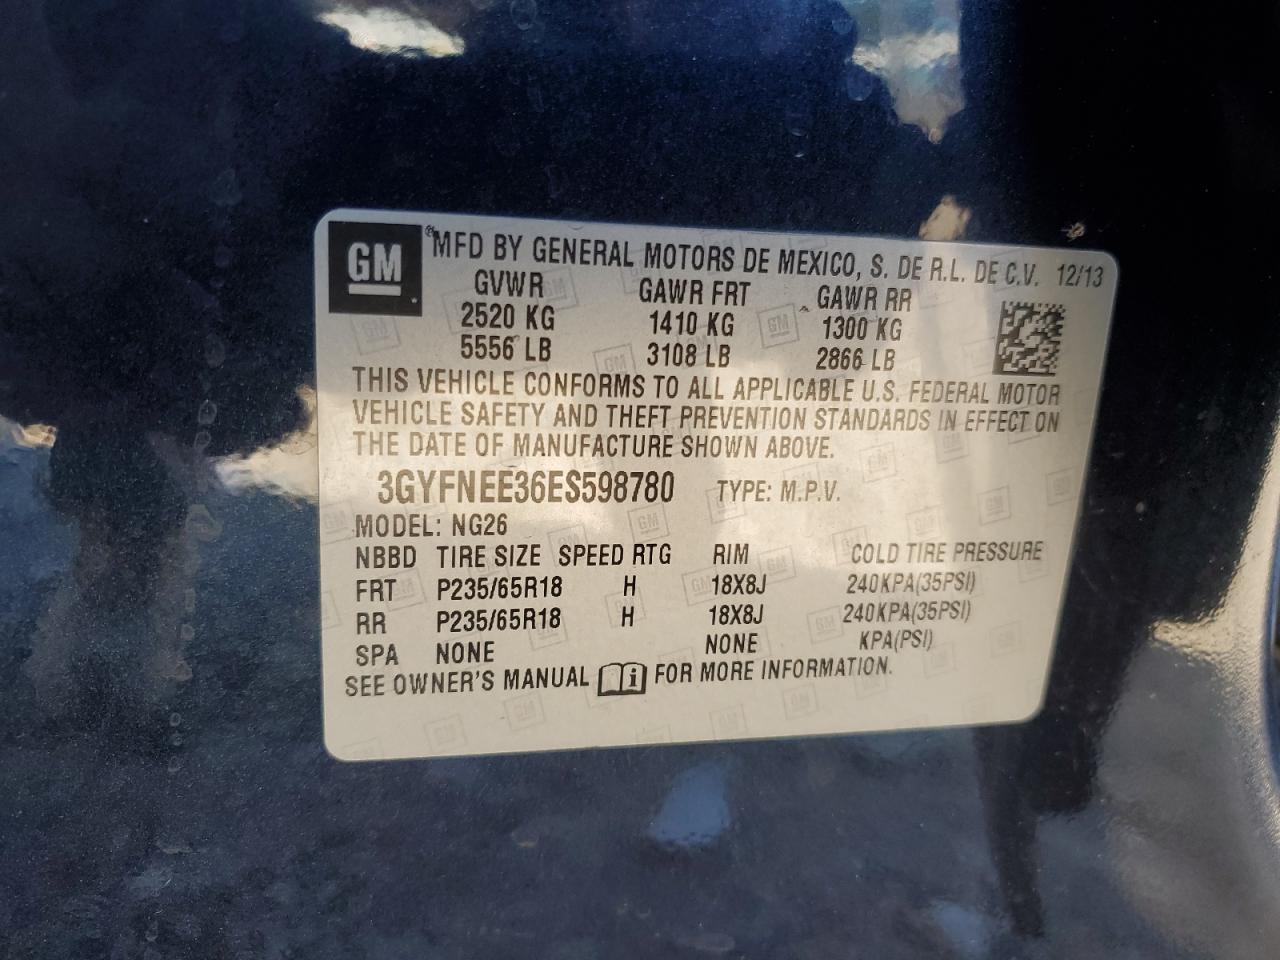 GM ® MFD BY GENERAL MOTORS DE MEXICO, S. DE R.L. DE C.V. 12/13
GVWR GAWR FRT GAWR RR
2520 KG 1410 KG 1300 KG
5556 LB 3108 LB 2866 LB
THIS VEHICLE CONFORMS TO ALL APPLICABLE U.S. FEDERAL MOTOR
VEHICLE SAFETY AND THEFT PREVENTION STANDARDS IN EFFECT ON
THE DATE OF MANUFACTURE SHOWN ABOVE.
3GYFNEE36ES598780 TYPE: M.P.V.
MODEL: NG26
NBBD TIRE SIZE SPEED RTG RIM COLD TIRE PRESSURE
FRT P235/65R18 H 18X8J 240KPA(35PSI)
RR P235/65R18 H 18X8J 240KPA(35PSI)
SPA NONE NONE KPA(PSI)
SEE OWNER'S MANUAL i FOR MORE INFORMATION.